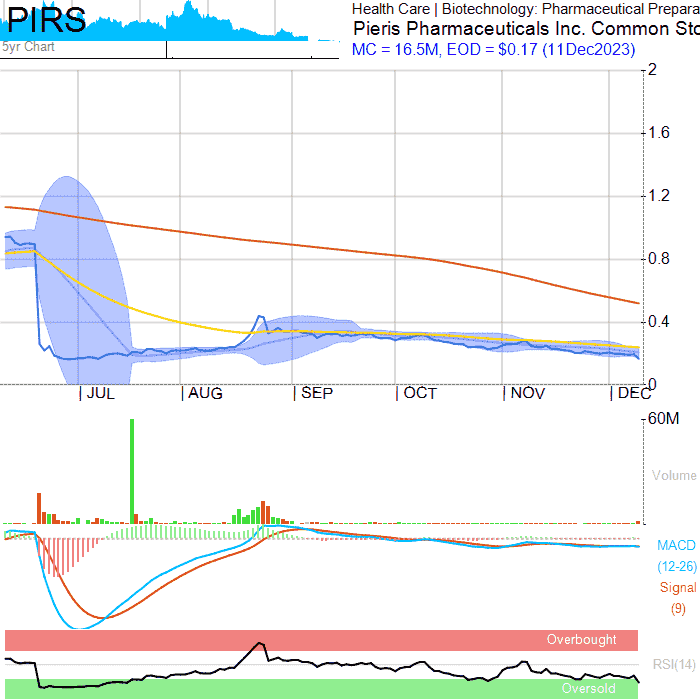 PIRS
5yr Chart
Health Care | Biotechnology: Pharmaceutical Prepara
Pieris Pharmaceuticals Inc. Common Sto
MC = 16.5M, EOD = $0.17 (11Dec2023)
2
1.6
1.2
0.8
0.4
0
JUL AUG SEP OCT NOV DEC
60M
Volume
MACD
(12-26)
Signal
(9)
Overbought
RSI(14)
Oversold